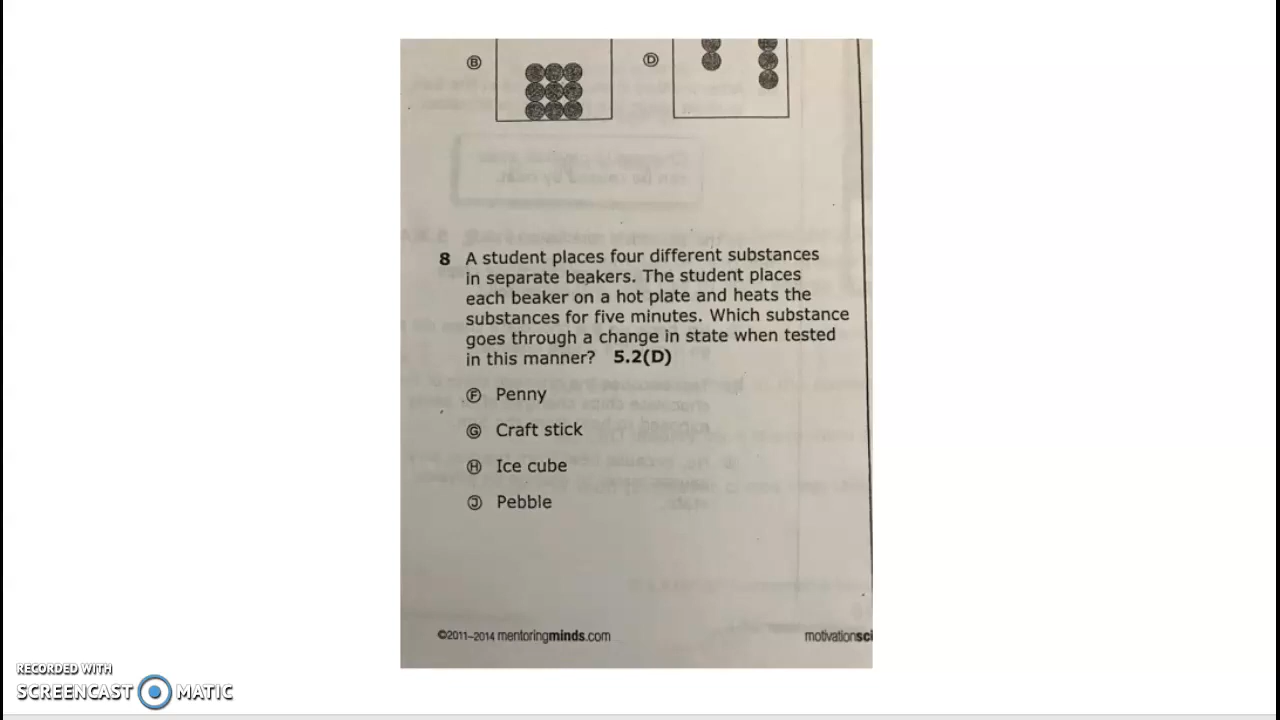 Ⓑ Ⓓ
8 A student places four different substances
in separate beakers. The student places
each beaker on a hot plate and heats the
substances for five minutes. Which substance
goes through a change in state when tested
in this manner? 5.2(D)
Ⓕ Penny
Ⓖ Craft stick
Ⓗ Ice cube
Ⓙ Pebble
©2011–2014 mentoringminds.com motivationsci
RECORDED WITH
SCREENCAST MATIC